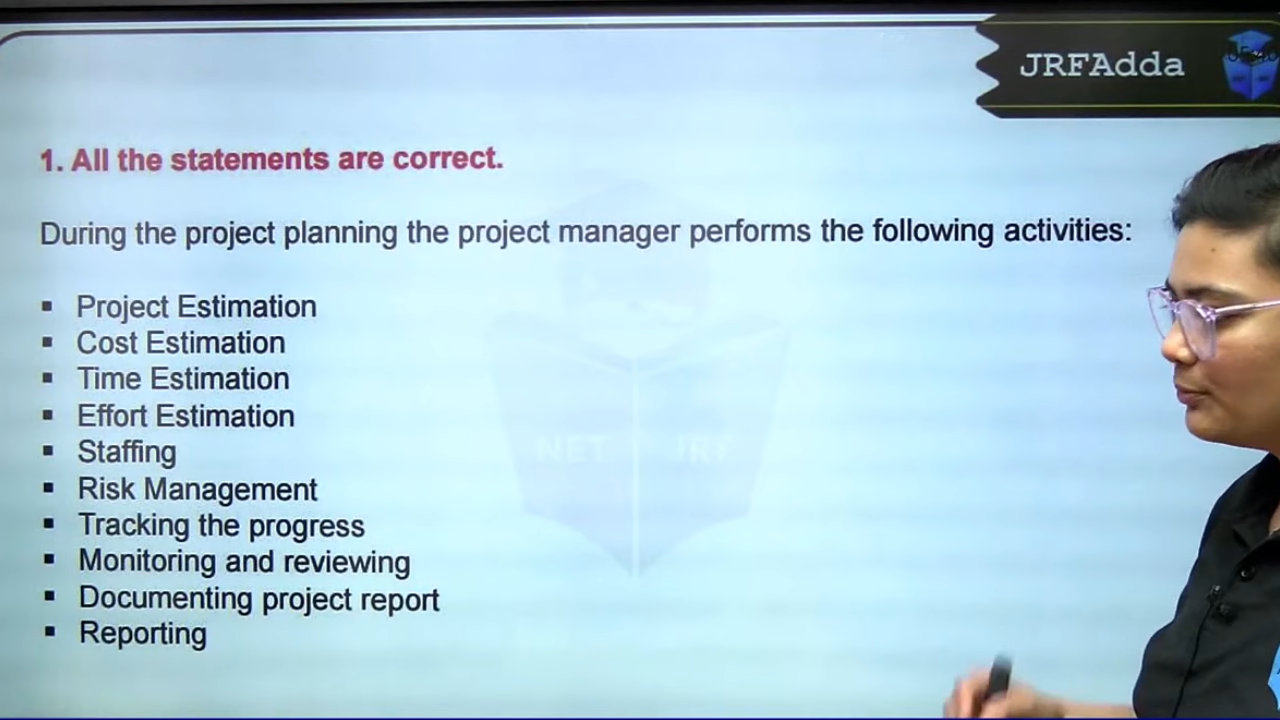 JRFAdda
1. All the statements are correct.
During the project planning the project manager performs the following activities:
▪ Project Estimation
▪ Cost Estimation
▪ Time Estimation
▪ Effort Estimation
▪ Staffing
▪ Risk Management
▪ Tracking the progress
▪ Monitoring and reviewing
▪ Documenting project report
▪ Reporting
NET JRF